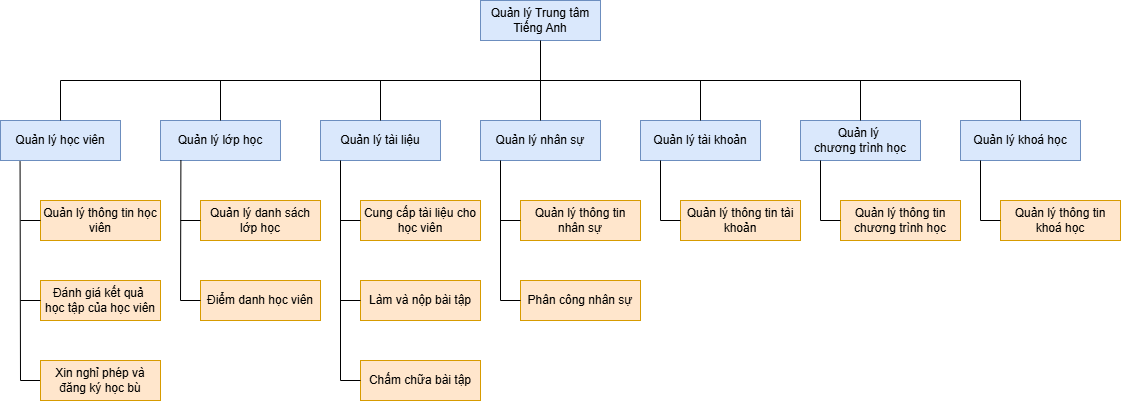 Quản lý Trung tâm
Tiếng Anh
Quản lý học viên
Quản lý lớp học
Quản lý tài liệu
Quản lý nhân sự
Quản lý tài khoản
Quản lý
chương trình học
Quản lý khoá học
Quản lý thông tin học
viên
Quản lý danh sách
lớp học
Cung cấp tài liệu cho
học viên
Quản lý thông tin
nhân sự
Quản lý thông tin tài
khoản
Quản lý thông tin
chương trình học
Quản lý thông tin
khoá học
Đánh giá kết quả
học tập của học viên
Điểm danh học viên
Làm và nộp bài tập
Phân công nhân sự
Xin nghỉ phép và
đăng ký học bù
Chấm chữa bài tập